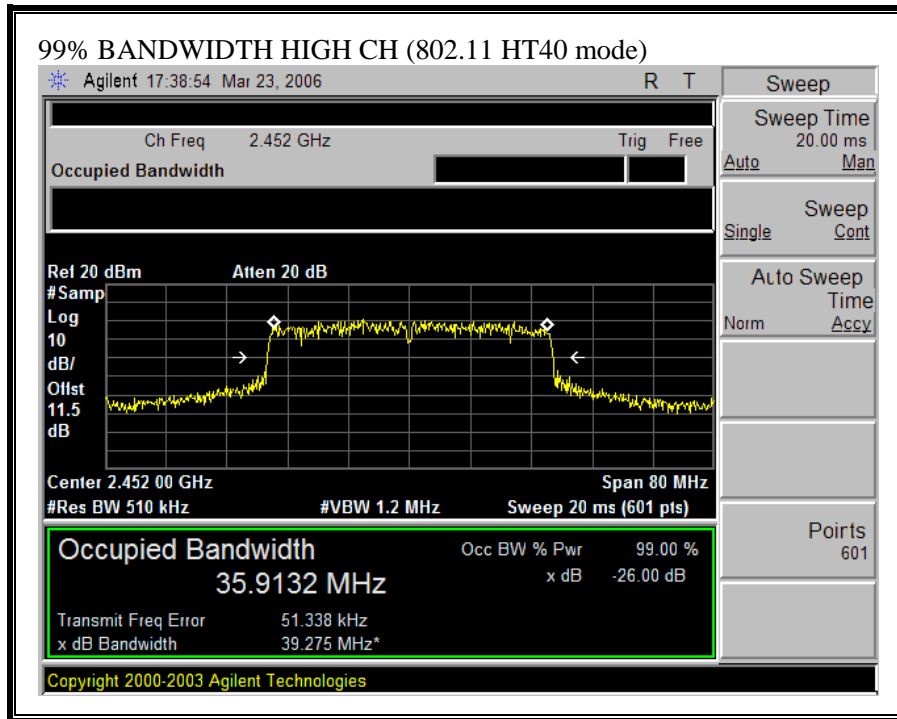 99% BANDWIDTH HIGH CH (802.11 HT40 mode)
Agilent 17:38:54 Mar 23, 2006 R T
Sweep
Ch Freq 2.452 GHz Trig Free
Occupied Bandwidth
Sweep Time
20.00 ms
Auto Man
Sweep
Single Cont
Auto Sweep
Time
Norm Accy
Ref 20 dBm Atten 20 dB
#Samp
Log
10
dB/
Offst
11.5
dB
Center 2.452 00 GHz Span 80 MHz
#Res BW 510 kHz #VBW 1.2 MHz Sweep 20 ms (601 pts)
Points
601
Occupied Bandwidth Occ BW % Pwr 99.00 %
35.9132 MHz x dB -26.00 dB
Transmit Freq Error 51.338 kHz
x dB Bandwidth 39.275 MHz*
Copyright 2000-2003 Agilent Technologies